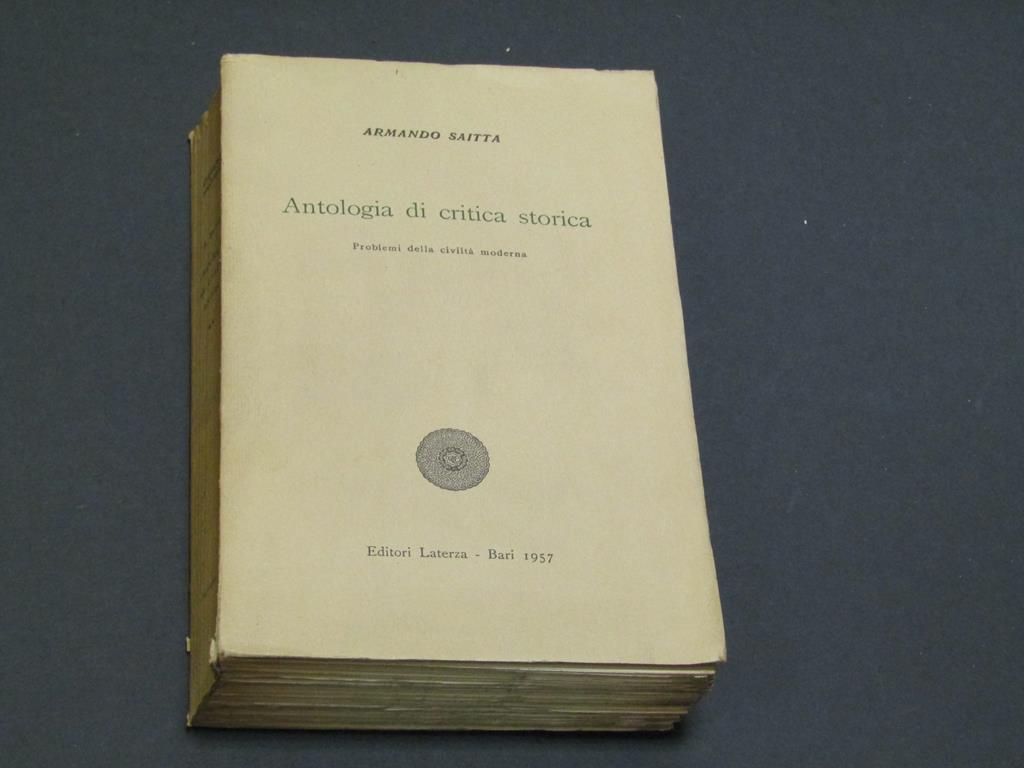 ARMANDO SAITTA
Antologia di critica storica
Problemi della civiltà moderna
Editori Laterza - Bari 1957